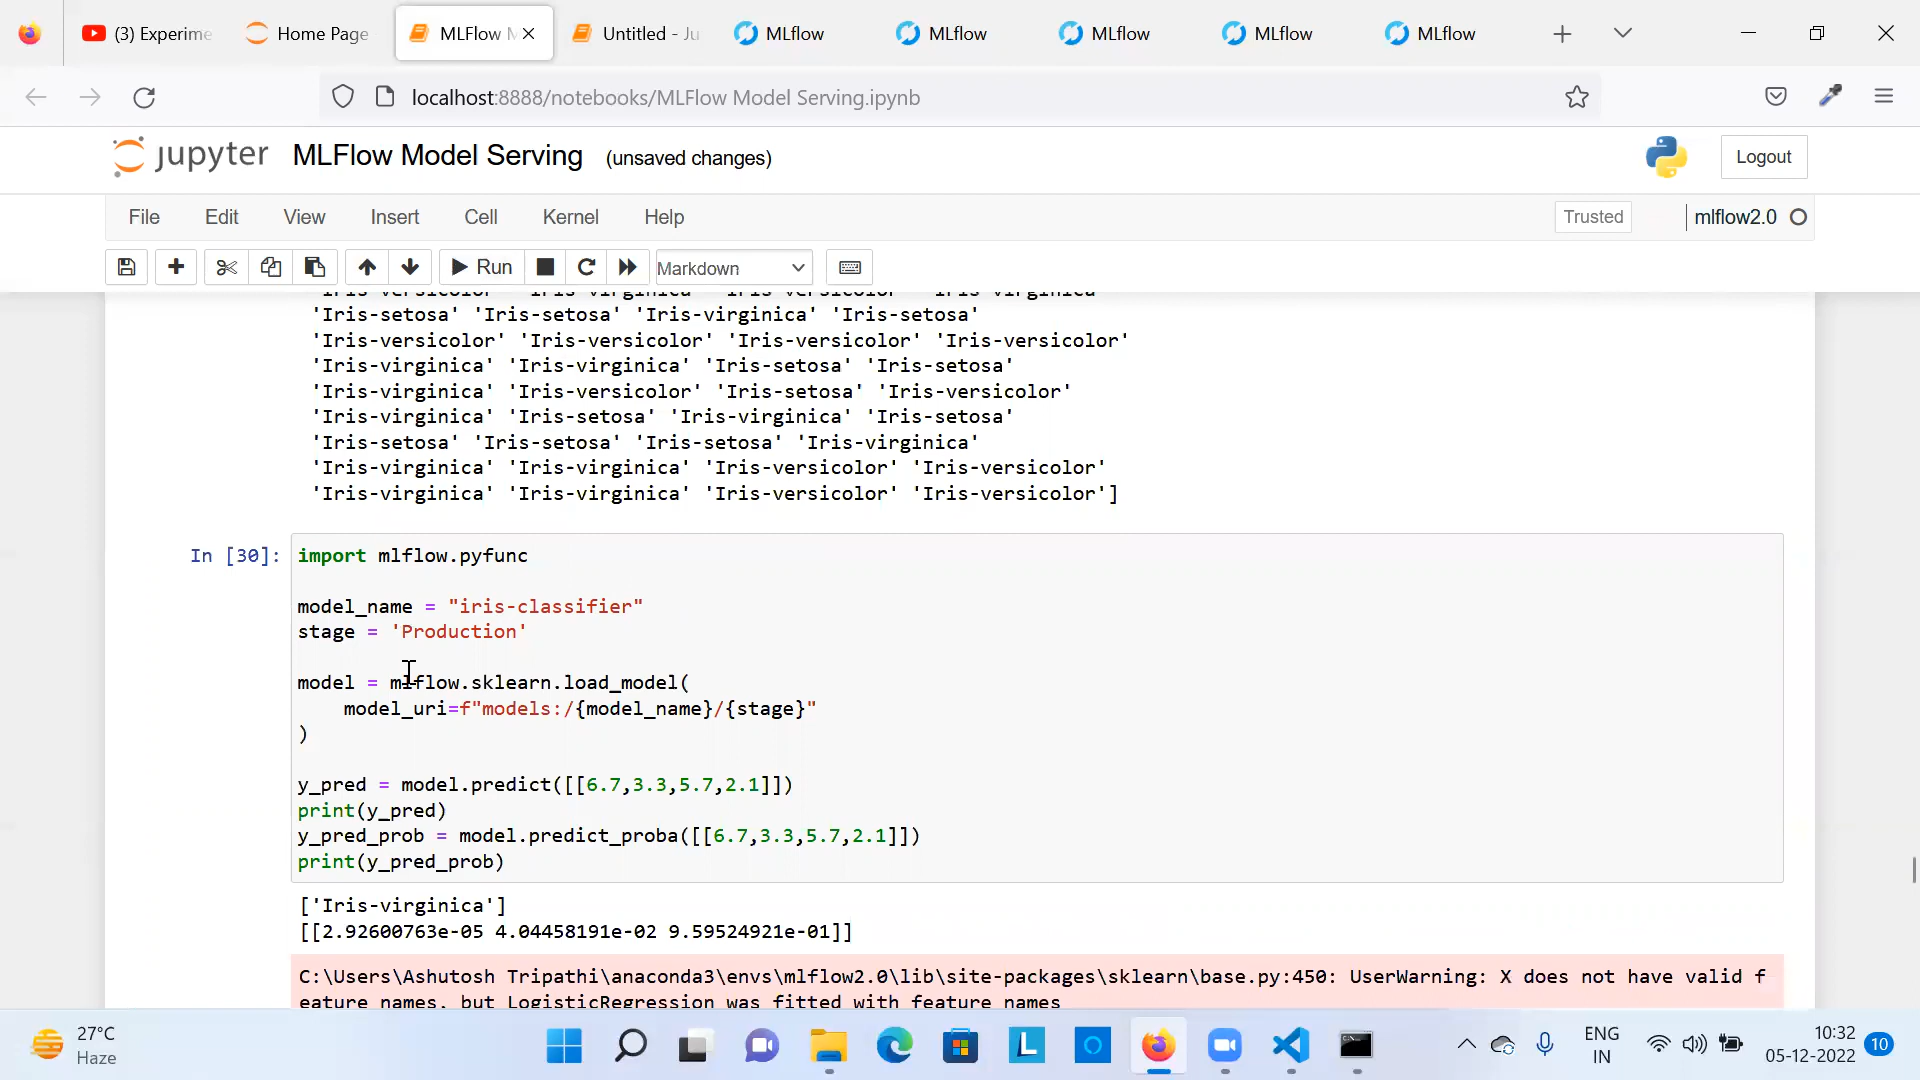 (3) Experime
Home Page
MLFlow M
Untitled - Ju
MLflow
MLflow
MLflow
MLflow
MLflow
localhost:8888/notebooks/MLFlow Model Serving.ipynb
jupyter MLFlow Model Serving (unsaved changes)
Logout
File Edit View Insert Cell Kernel Help
Trusted mlflow2.0
Run Markdown
'Iris-versicolor' 'Iris-virginica' 'Iris-versicolor' 'Iris-virginica'
'Iris-setosa' 'Iris-setosa' 'Iris-virginica' 'Iris-setosa'
'Iris-versicolor' 'Iris-versicolor' 'Iris-versicolor' 'Iris-versicolor'
'Iris-virginica' 'Iris-virginica' 'Iris-setosa' 'Iris-setosa'
'Iris-virginica' 'Iris-versicolor' 'Iris-setosa' 'Iris-versicolor'
'Iris-virginica' 'Iris-setosa' 'Iris-virginica' 'Iris-setosa'
'Iris-setosa' 'Iris-setosa' 'Iris-setosa' 'Iris-virginica'
'Iris-virginica' 'Iris-virginica' 'Iris-versicolor' 'Iris-versicolor'
'Iris-virginica' 'Iris-virginica' 'Iris-versicolor' 'Iris-versicolor']
In [30]: import mlflow.pyfunc
model_name = "iris-classifier"
stage = 'Production'
model = mlflow.sklearn.load_model(
model_uri=f"models:/{model_name}/{stage}"
)
y_pred = model.predict([[6.7,3.3,5.7,2.1]])
print(y_pred)
y_pred_prob = model.predict_proba([[6.7,3.3,5.7,2.1]])
print(y_pred_prob)
['Iris-virginica']
[[2.92600763e-05 4.04458191e-02 9.59524921e-01]]
C:\Users\Ashutosh Tripathi\anaconda3\envs\mlflow2.0\lib\site-packages\sklearn\base.py:450: UserWarning: X does not have valid f
eature names, but LogisticRegression was fitted with feature names
27°C
Haze
ENG
IN
10:32
05-12-2022
10